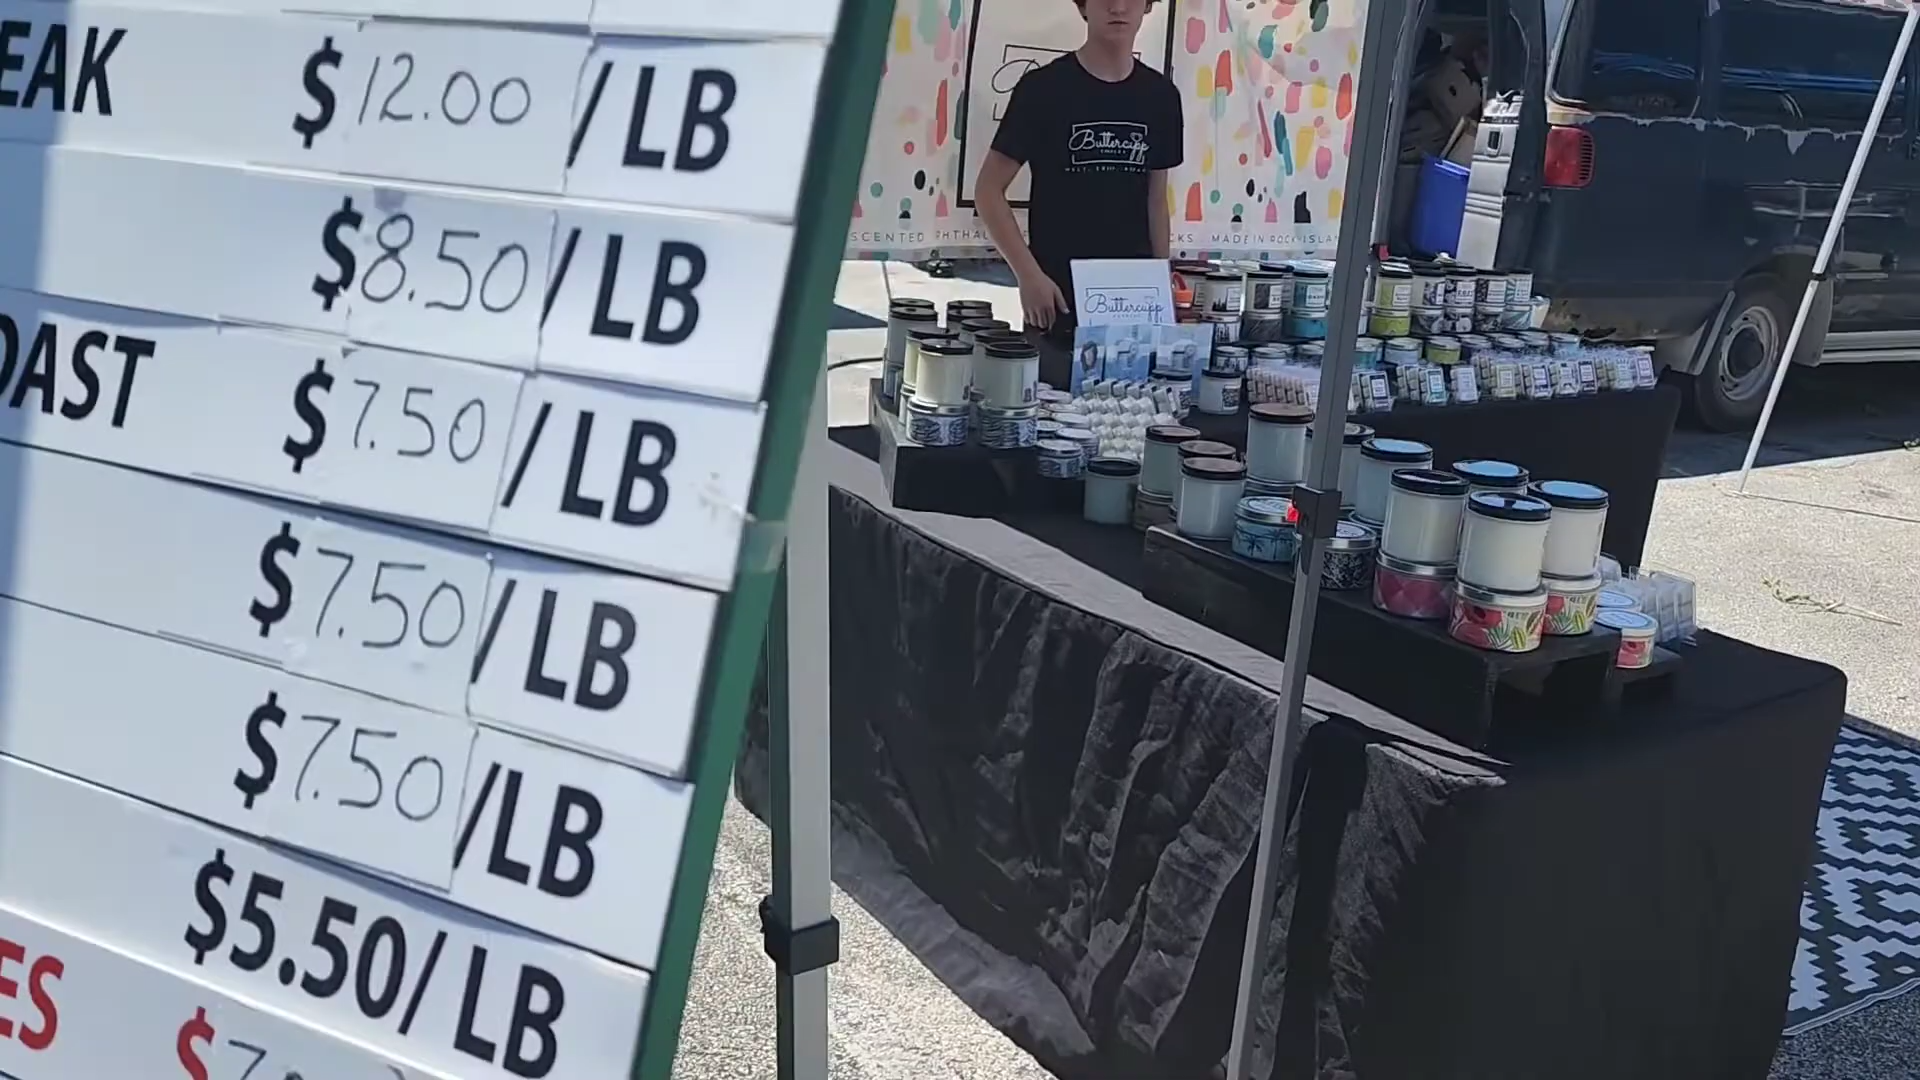 EAK $12.00/LB
$8.50/LB
OAST $7.50/LB
$7.50/LB
$7.50/LB
$5.50/LB
ES $7
Buttercupp
SCENTED PHTHAL
CKS MADE IN ROCK ISLA
Buttercupp